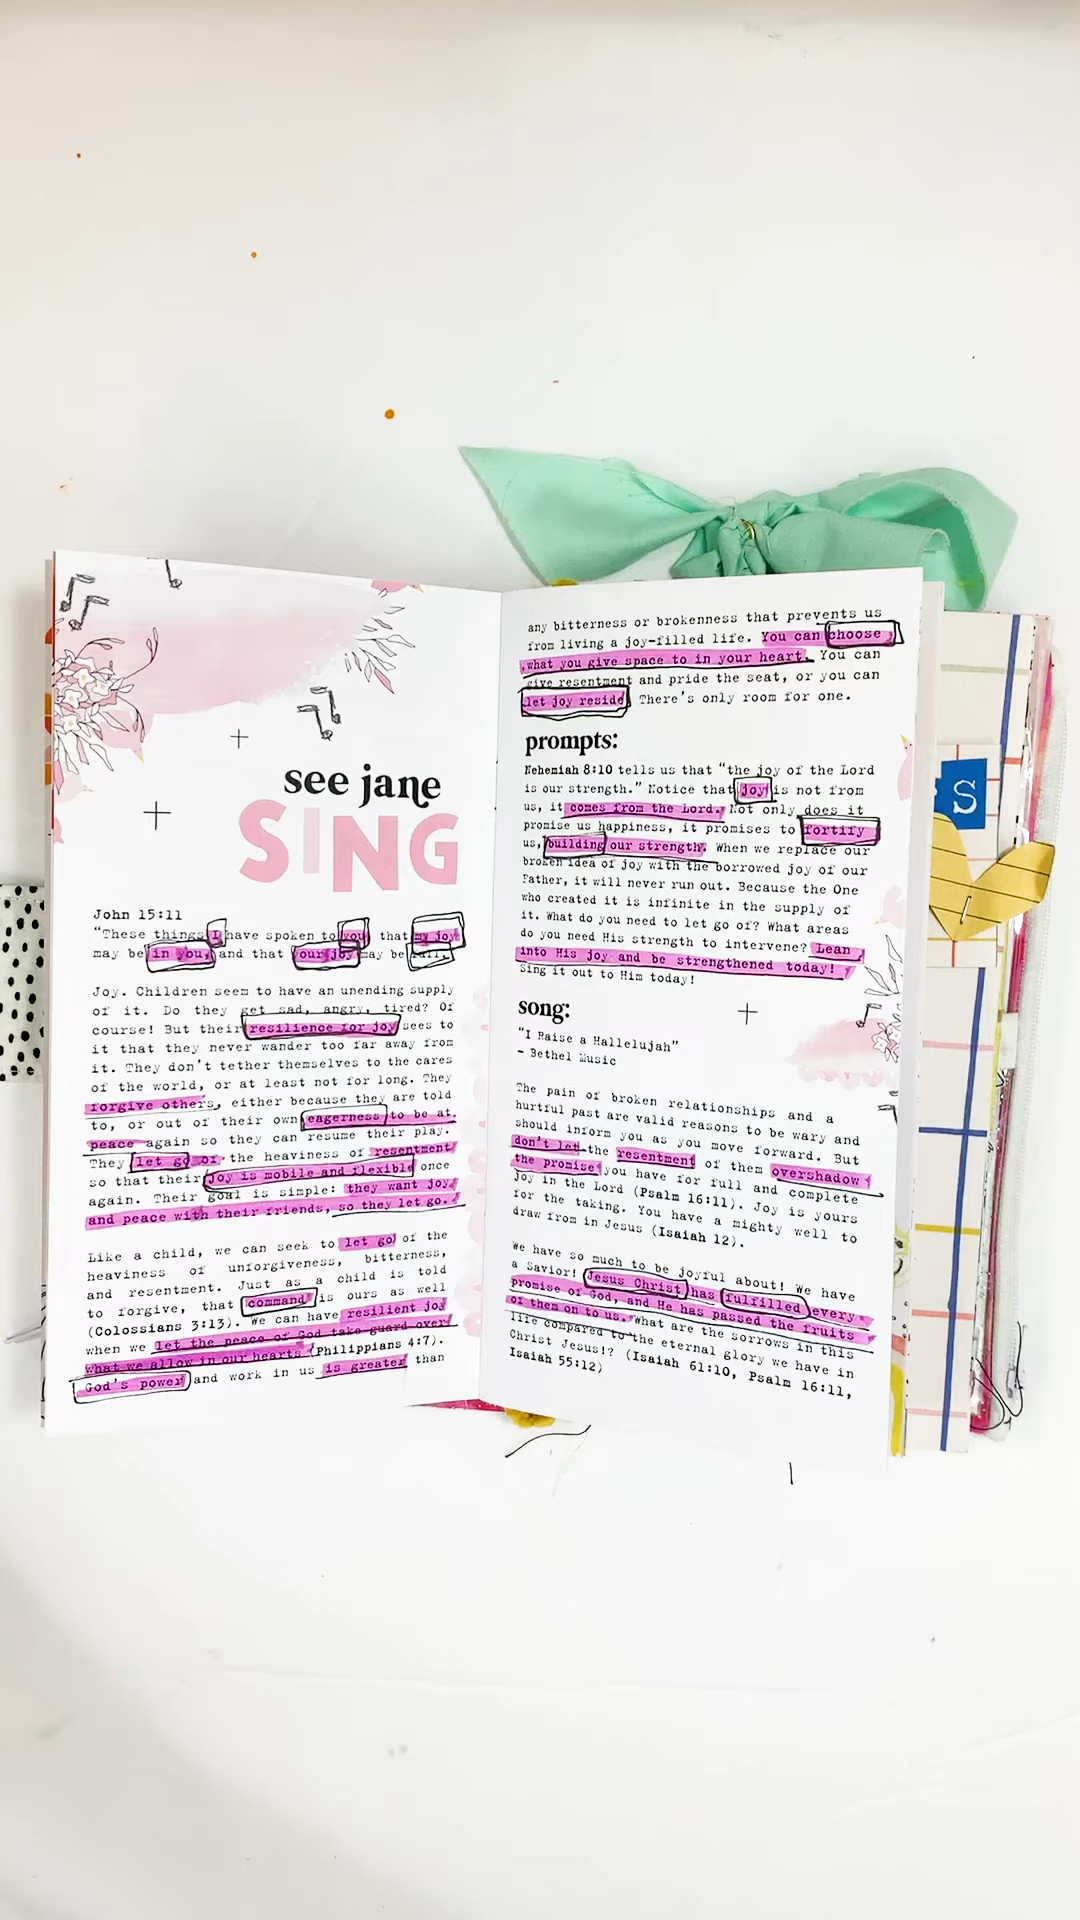 see jane
SING
John 15:11
"These things I have spoken to you, that my joy
may be in you, and that your joy may be full."
Joy. Children seem to have an unending supply
of it. Do they get sad, angry, tired? Of
course! But their resilience for joy sees to
it that they never wander too far away from
it. They don't tether themselves to the cares
of the world, or at least not for long. They
forgive others, either because they are told
to, or out of their own eagerness to be at
peace again so they can resume their play.
They let go of the heaviness of resentment
so that their joy is mobile and flexible once
again. Their goal is simple: they want joy
and peace with their friends, so they let go.
Like a child, we can seek to let go of the
heaviness of unforgiveness, bitterness,
and resentment. Just as a child is told
to forgive, that command is ours as well
(Colossians 3:13). We can have resilient joy
when we let the peace of God take guard over
what we allow in our hearts (Philippians 4:7).
God's power and work in us is greater than
any bitterness or brokenness that prevents us
from living a joy-filled life. You can choose
what you give space to in your heart. You can
give resentment and pride the seat, or you can
let joy reside. There's only room for one.
prompts:
Nehemiah 8:10 tells us that "the joy of the Lord
is our strength." Notice that joy is not from
us, it comes from the Lord. Not only does it
promise us happiness, it promises to fortify
us, building our strength. When we replace our
broken idea of joy with the borrowed joy of our
Father, it will never run out. Because the One
who created it is infinite in the supply of
it. What do you need to let go of? What areas
do you need His strength to intervene? Lean
into His joy and be strengthened today!
Sing it out to Him today!
song:
"I Raise a Hallelujah"
- Bethel Music
The pain of broken relationships and a
hurtful past are valid reasons to be wary and
should inform you as you move forward. But
don't let the resentment of them overshadow
the promise you have for full and complete
joy in the Lord (Psalm 16:11). Joy is yours
for the taking. You have a mighty well to
draw from in Jesus (Isaiah 12).
We have so much to be joyful about! We have
a Savior! Jesus Christ has fulfilled every
promise of God, and He has passed the fruits
of them on to us. What are the sorrows in this
life compared to the eternal glory we have in
Christ Jesus!? (Isaiah 61:10, Psalm 16:11,
Isaiah 55:12)
S